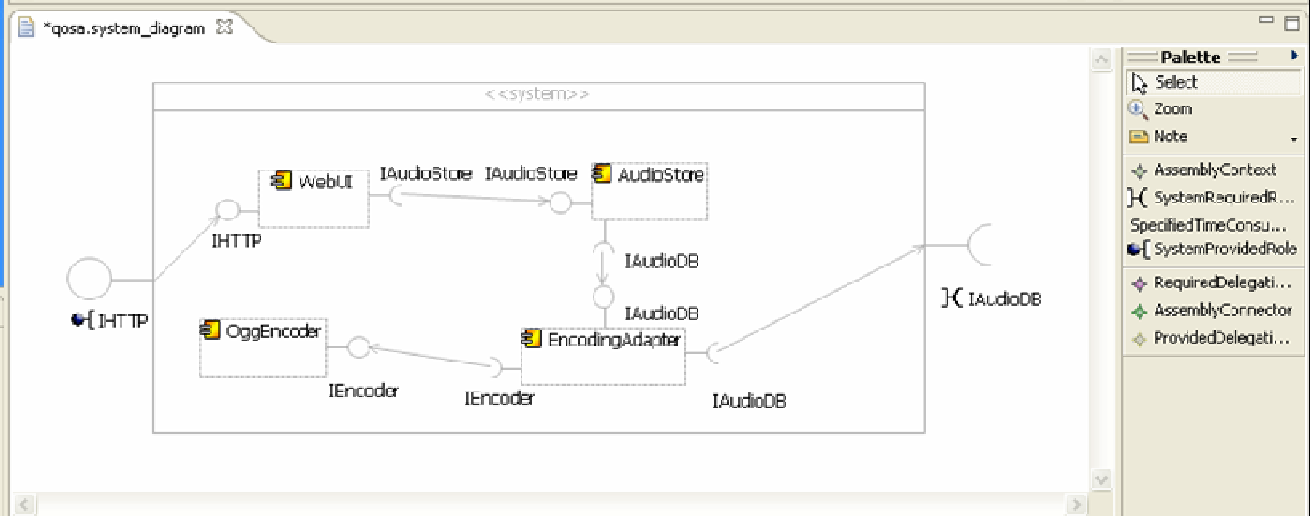 *qosa.system_diagram
<<system>>
WebUI
IAudioStore
IAudioStore
AudioStore
IHTTP
IAudioDB
IAudioDB
IHTTP
OggEncoder
EncodingAdapter
IAudioDB
IEncoder
IEncoder
IAudioDB
Palette
Select
Zoom
Note
AssemblyContext
SystemRequiredR...
SpecifiedTimeConsu...
SystemProvidedRole
RequiredDelegati...
AssemblyConnector
ProvidedDelegati...